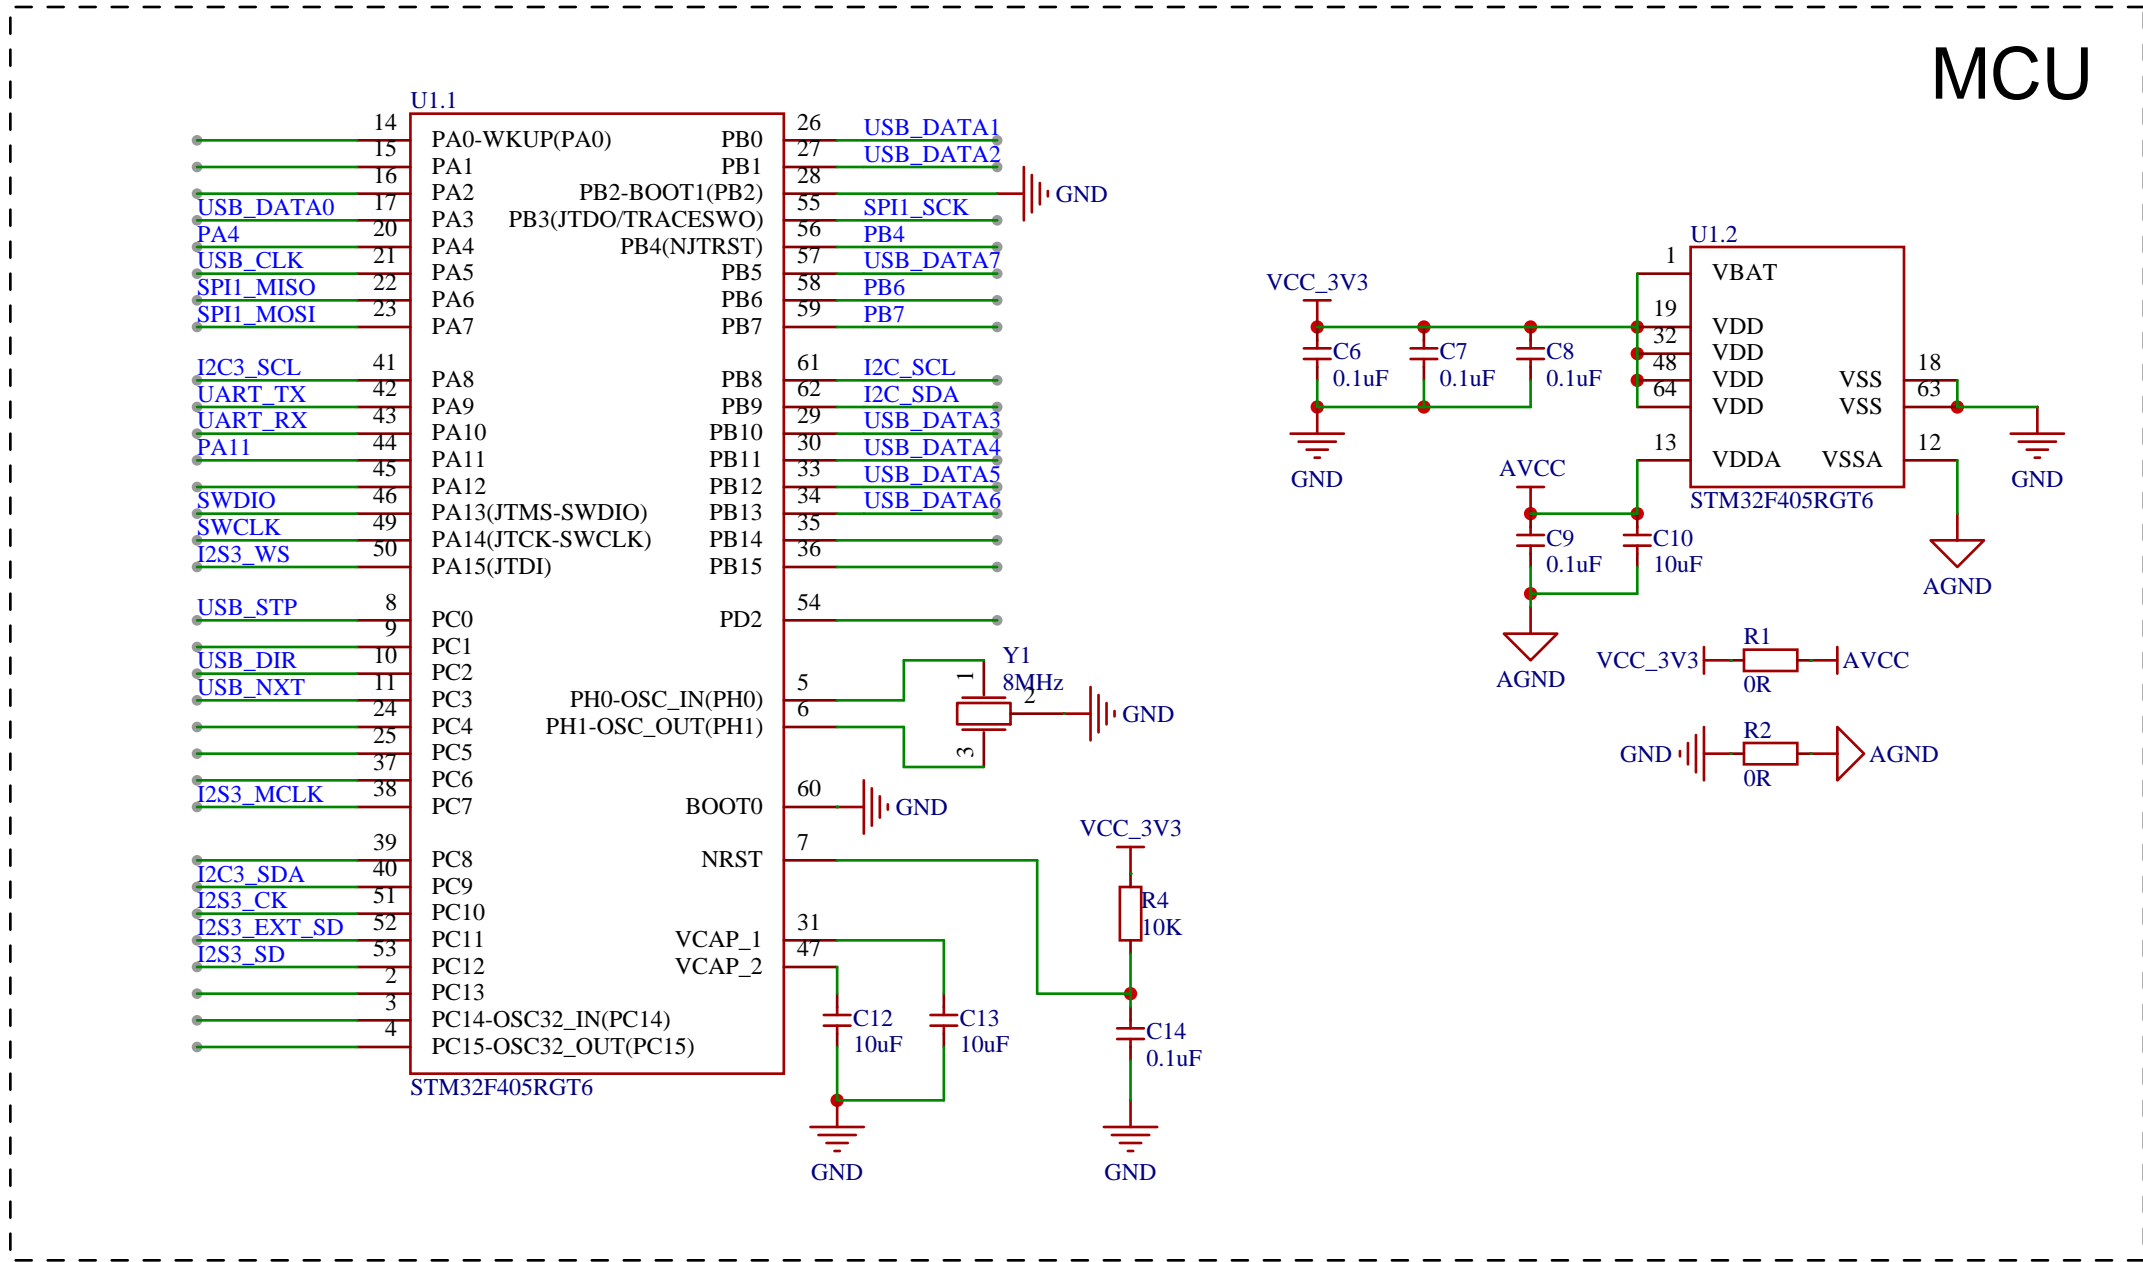 MCU
U1.1
14 PA0-WKUP(PA0)
15 PA1
16 PA2
USB_DATA0 17 PA3
PA4 20 PA4
USB_CLK 21 PA5
SPI1_MISO 22 PA6
SPI1_MOSI 23 PA7
I2C3_SCL 41 PA8
UART_TX 42 PA9
UART_RX 43 PA10
PA11 44 PA11
45 PA12
SWDIO 46 PA13(JTMS-SWDIO)
SWCLK 49 PA14(JTCK-SWCLK)
I2S3_WS 50 PA15(JTDI)
USB_STP 8 PC0
9 PC1
USB_DIR 10 PC2
USB_NXT 11 PC3
24 PC4
25 PC5
37 PC6
I2S3_MCLK 38 PC7
39 PC8
I2C3_SDA 40 PC9
I2S3_CK 51 PC10
I2S3_EXT_SD 52 PC11
I2S3_SD 53 PC12
2 PC13
3 PC14-OSC32_IN(PC14)
4 PC15-OSC32_OUT(PC15)
STM32F405RGT6
PB0 26 USB_DATA1
PB1 27 USB_DATA2
PB2-BOOT1(PB2) 28 GND
PB3(JTDO/TRACESWO) 55 SPI1_SCK
PB4(NJTRST) 56 PB4
PB5 57 USB_DATA7
PB6 58 PB6
PB7 59 PB7
PB8 61 I2C_SCL
PB9 62 I2C_SDA
PB10 29 USB_DATA3
PB11 30 USB_DATA4
PB12 33 USB_DATA5
PB13 34 USB_DATA6
PB14 35
PB15 36
PD2 54
PH0-OSC_IN(PH0) 5
PH1-OSC_OUT(PH1) 6
Y1
8MHz
1
2
3
GND
BOOT0 60 GND
NRST 7
VCAP_1 31
VCAP_2 47
C12
10uF
C13
10uF
GND
VCC_3V3
R4
10K
C14
0.1uF
GND
VCC_3V3
C6
0.1uF
C7
0.1uF
C8
0.1uF
GND
U1.2
1 VBAT
19 VDD
32 VDD
48 VDD
64 VDD
13 VDDA
VSS 18
VSS 63
VSSA 12
STM32F405RGT6
GND
AGND
AVCC
C9
0.1uF
C10
10uF
AGND
R1
VCC_3V3 AVCC
0R
R2
GND AGND
0R